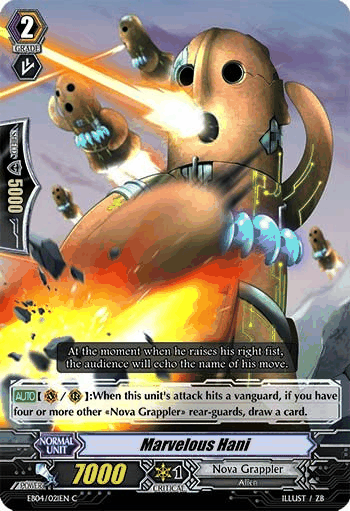 2
GRADE
SHIELD
5000
At the moment when he raises his right fist,
the audience will echo the name of his move.
AUTO [ / ]:When this unit's attack hits a vanguard, if you have
four or more other «Nova Grappler» rear-guards, draw a card.
NORMAL
UNIT
Marvelous Hani
POWER
7000
1
CRITICAL
Nova Grappler
Alien
EB04/021EN C
ILLUST / ZB